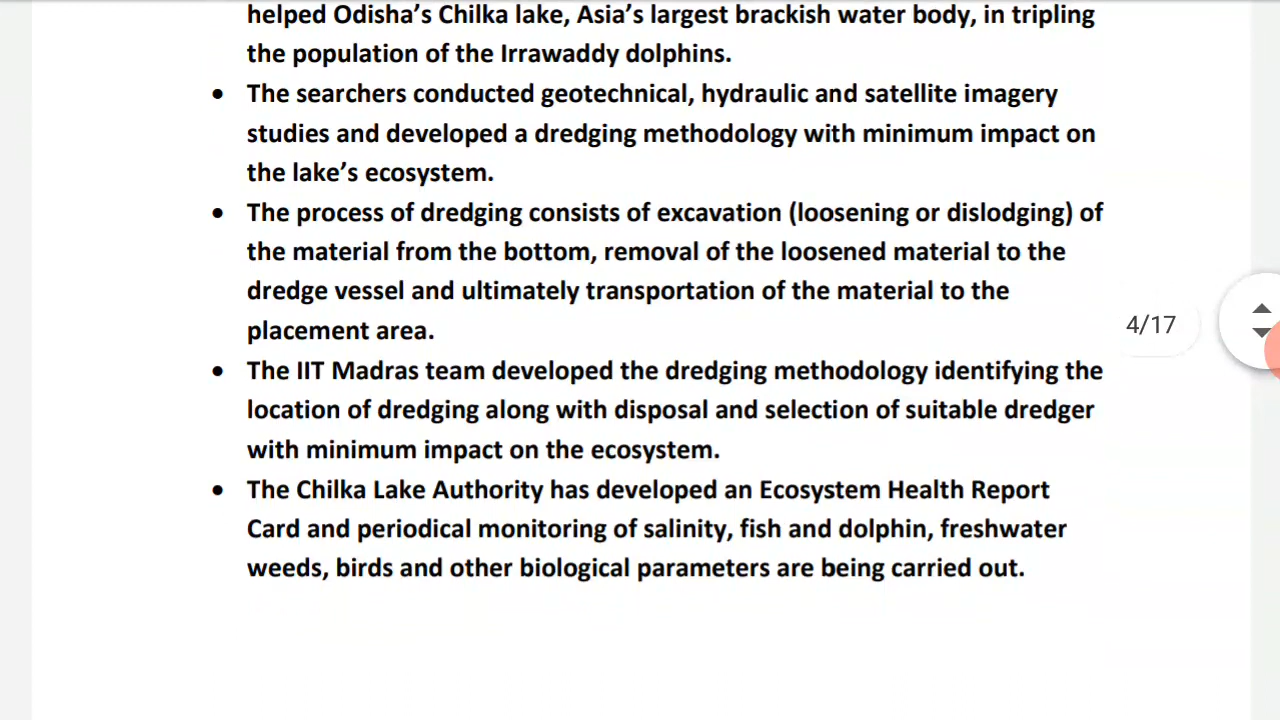 helped Odisha’s Chilka lake, Asia’s largest brackish water body, in tripling
the population of the Irrawaddy dolphins.
• The searchers conducted geotechnical, hydraulic and satellite imagery
studies and developed a dredging methodology with minimum impact on
the lake’s ecosystem.
• The process of dredging consists of excavation (loosening or dislodging) of
the material from the bottom, removal of the loosened material to the
dredge vessel and ultimately transportation of the material to the
placement area.
• The IIT Madras team developed the dredging methodology identifying the
location of dredging along with disposal and selection of suitable dredger
with minimum impact on the ecosystem.
• The Chilka Lake Authority has developed an Ecosystem Health Report
Card and periodical monitoring of salinity, fish and dolphin, freshwater
weeds, birds and other biological parameters are being carried out.
4/17